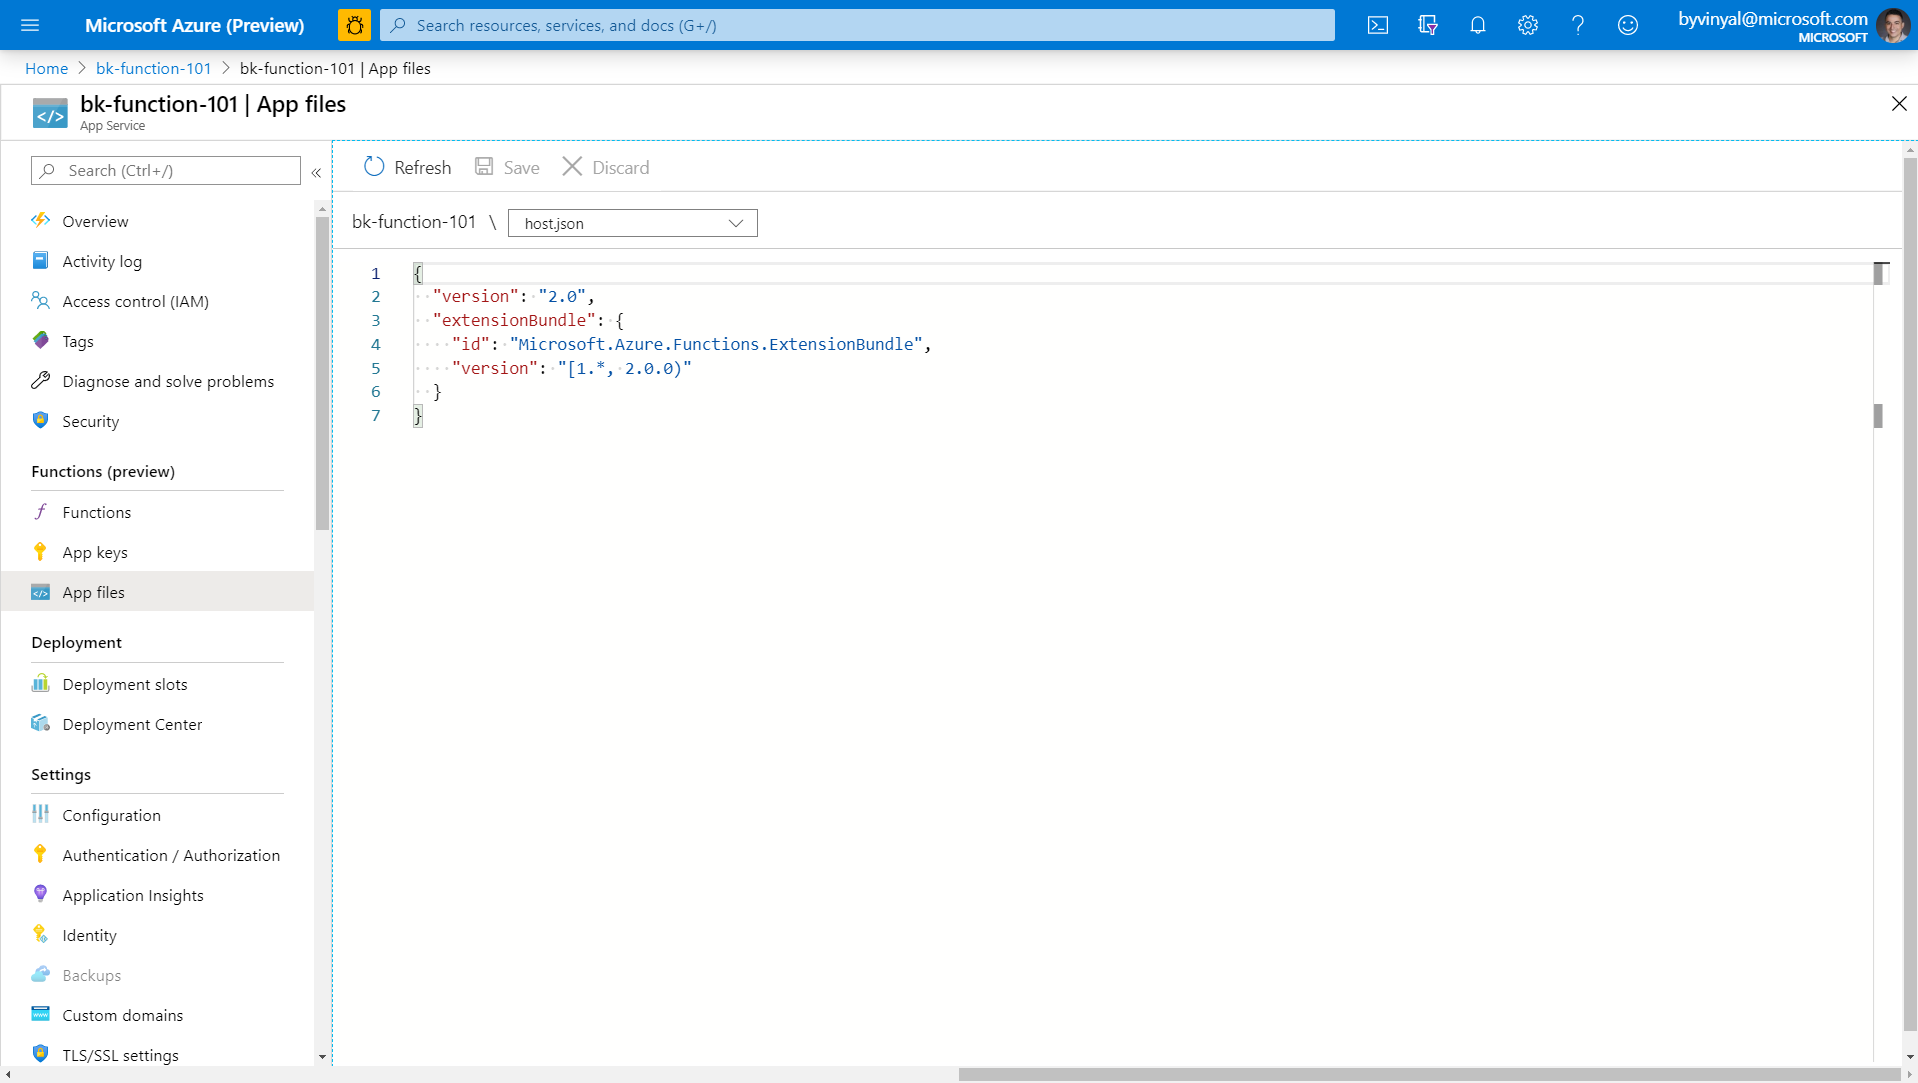 Microsoft Azure (Preview)
Search resources, services, and docs (G+/)
byvinyal@microsoft.com
MICROSOFT
Home > bk-function-101 > bk-function-101 | App files
bk-function-101 | App files
App Service
Search (Ctrl+/)
«
Overview
Activity log
Access control (IAM)
Tags
Diagnose and solve problems
Security
Functions (preview)
Functions
App keys
App files
Deployment
Deployment slots
Deployment Center
Settings
Configuration
Authentication / Authorization
Application Insights
Identity
Backups
Custom domains
TLS/SSL settings
Refresh Save Discard
bk-function-101 \ host.json
1 {
2 "version": "2.0",
3 "extensionBundle": {
4 "id": "Microsoft.Azure.Functions.ExtensionBundle",
5 "version": "[1.*, 2.0.0)"
6 }
7 }